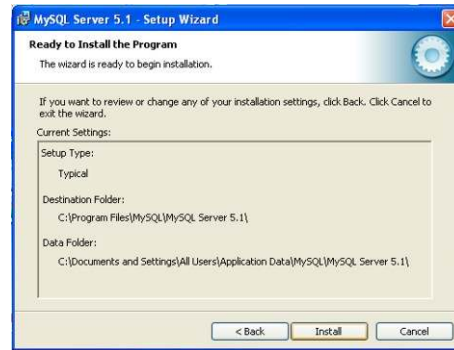 MySQL Server 5.1 - Setup Wizard
Ready to Install the Program
The wizard is ready to begin installation.
If you want to review or change any of your installation settings, click Back. Click Cancel to
exit the wizard.
Current Settings:
Setup Type:
Typical
Destination Folder:
C:\Program Files\MySQL\MySQL Server 5.1\
Data Folder:
C:\Documents and Settings\All Users\Application Data\MySQL\MySQL Server 5.1\
< Back Install Cancel